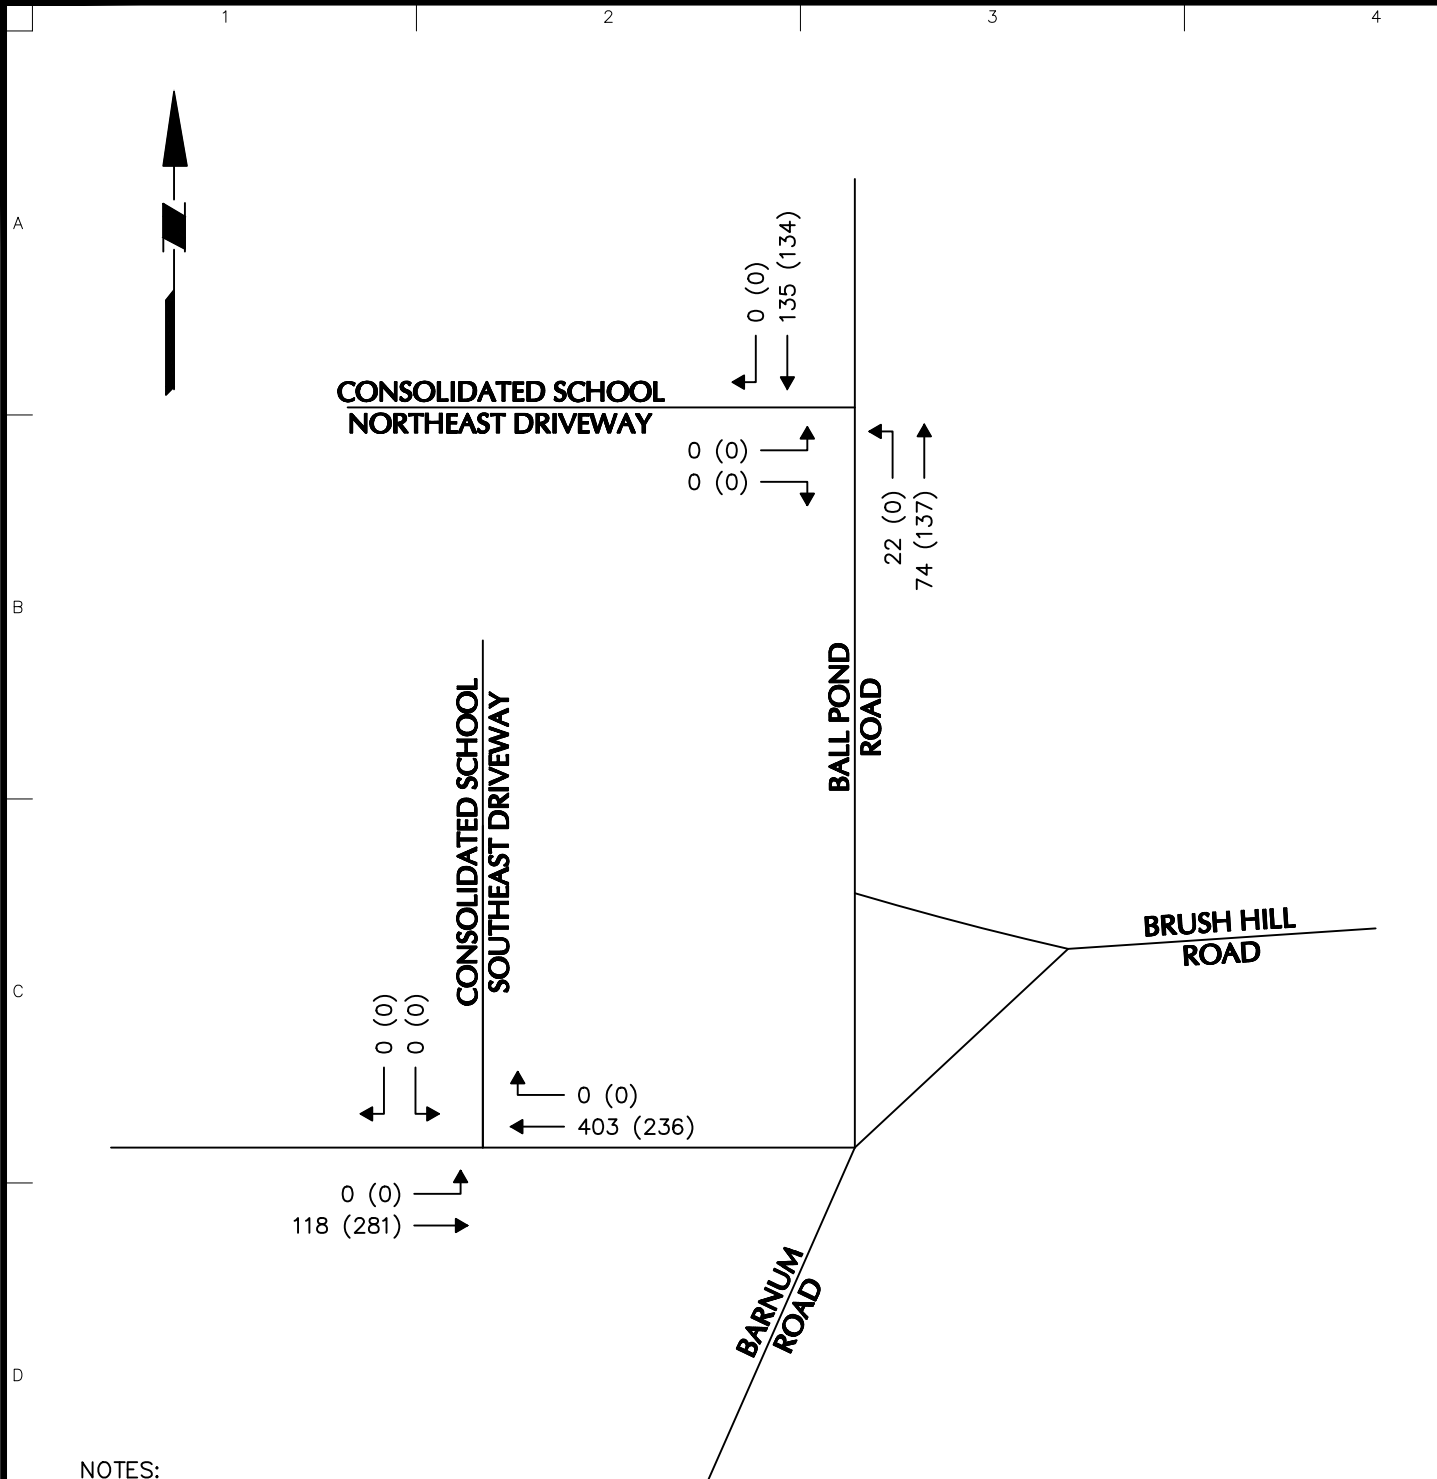 1 2 3 4
A
0 (0)
135 (134)
CONSOLIDATED SCHOOL
NORTHEAST DRIVEWAY
0 (0)
0 (0)
22 (0)
74 (137)
B
BALL POND
ROAD
CONSOLIDATED SCHOOL
SOUTHEAST DRIVEWAY
BRUSH HILL
ROAD
C
0 (0)
0 (0)
0 (0)
403 (236)
0 (0)
118 (281)
BARNUM
ROAD
D
NOTES: